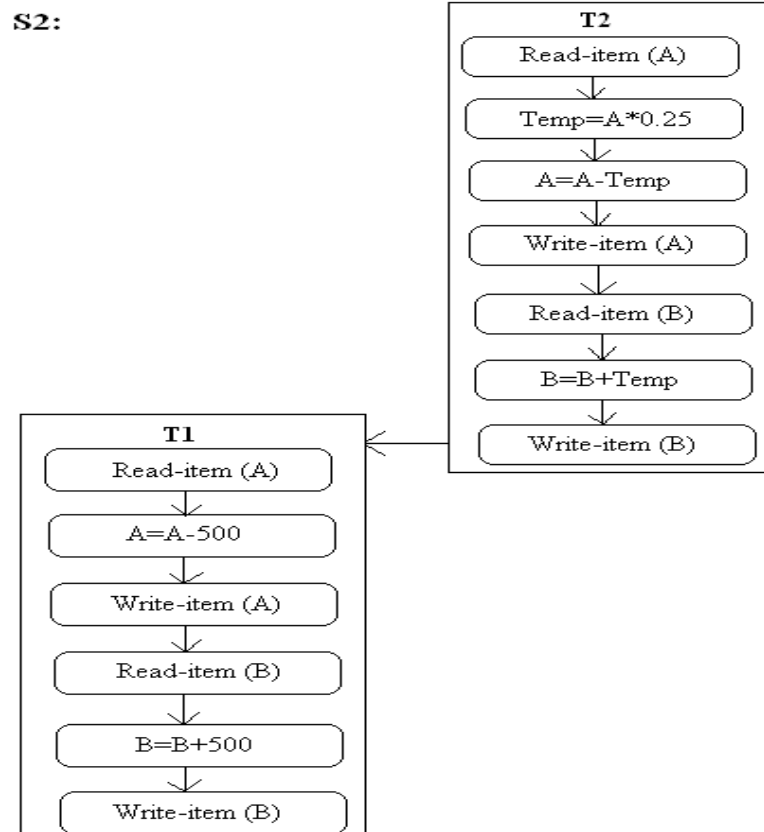 S2:
T2
Read-item (A)
Temp=A*0.25
A=A-Temp
Write-item (A)
Read-item (B)
B=B+Temp
Write-item (B)
T1
Read-item (A)
A=A-500
Write-item (A)
Read-item (B)
B=B+500
Write-item (B)